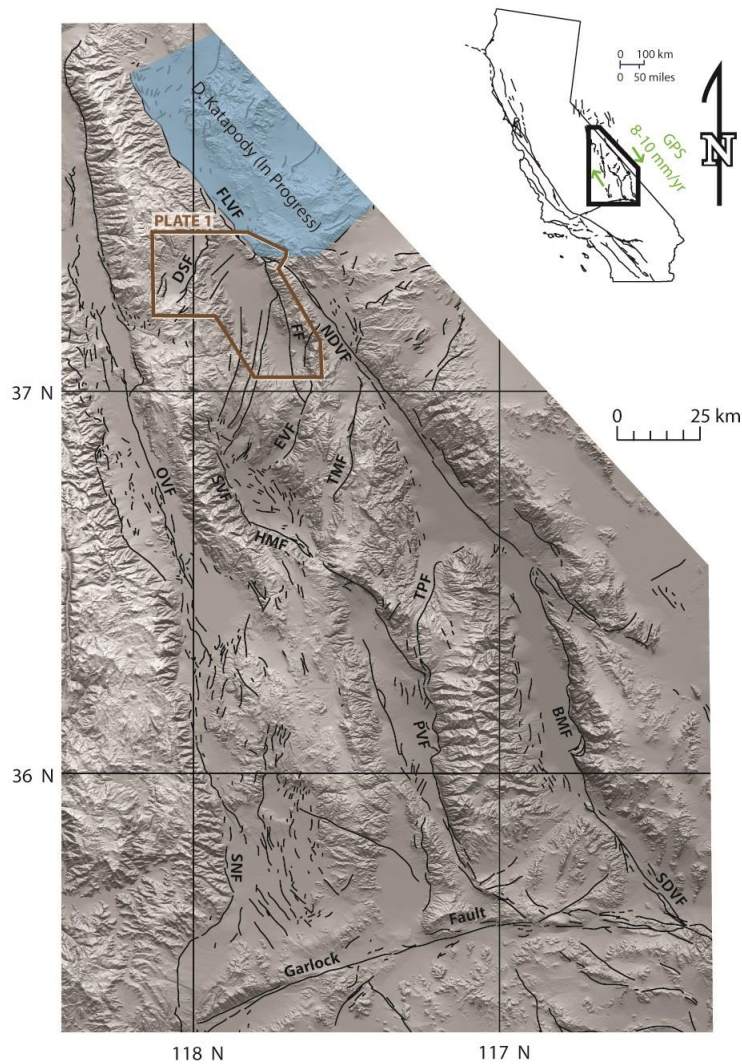 0 100 km
0 50 miles
GPS
8-10 mm/yr
N
D. Katapody (In Progress)
FLVF
PLATE 1
DSF
FF
NDVF
37 N
0 25 km
EVF
TMF
SVF
OVF
HMF
TPF
PVF
BMF
36 N
SNF
SDVF
Fault
Garlock
118 N
117 N